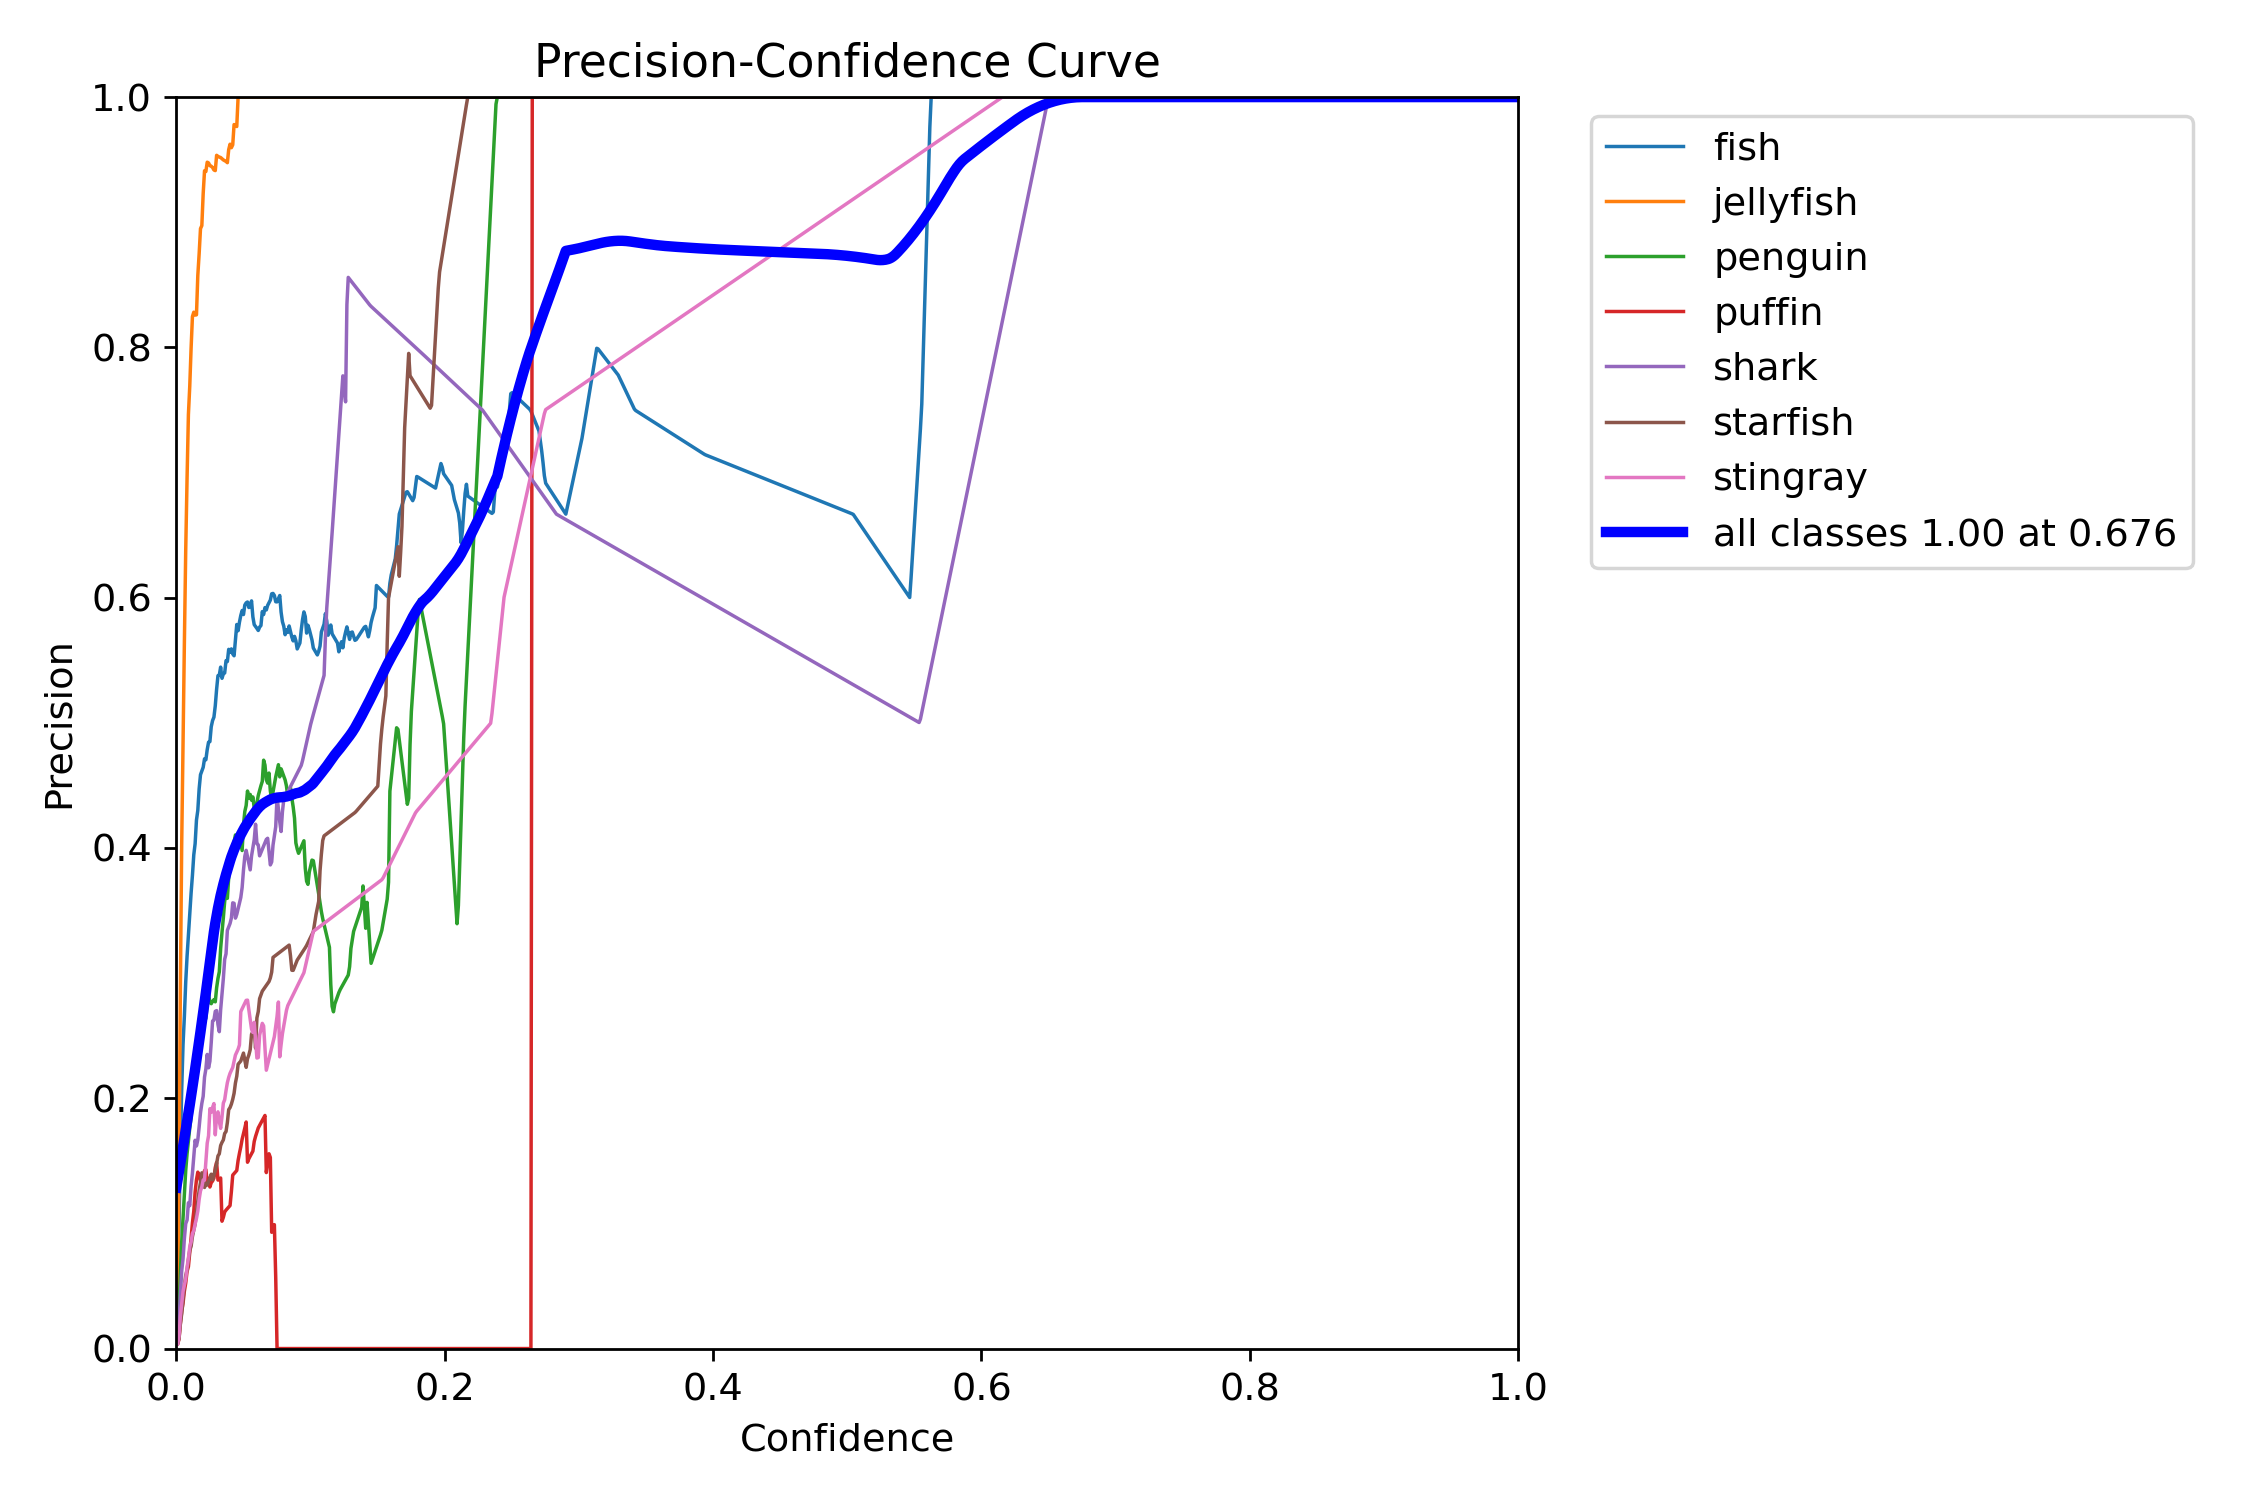 Precision-Confidence Curve
1.0
0.8
0.6
0.4
0.2
0.0
Precision
0.0 0.2 0.4 0.6 0.8 1.0
Confidence
fish
jellyfish
penguin
puffin
shark
starfish
stingray
all classes 1.00 at 0.676